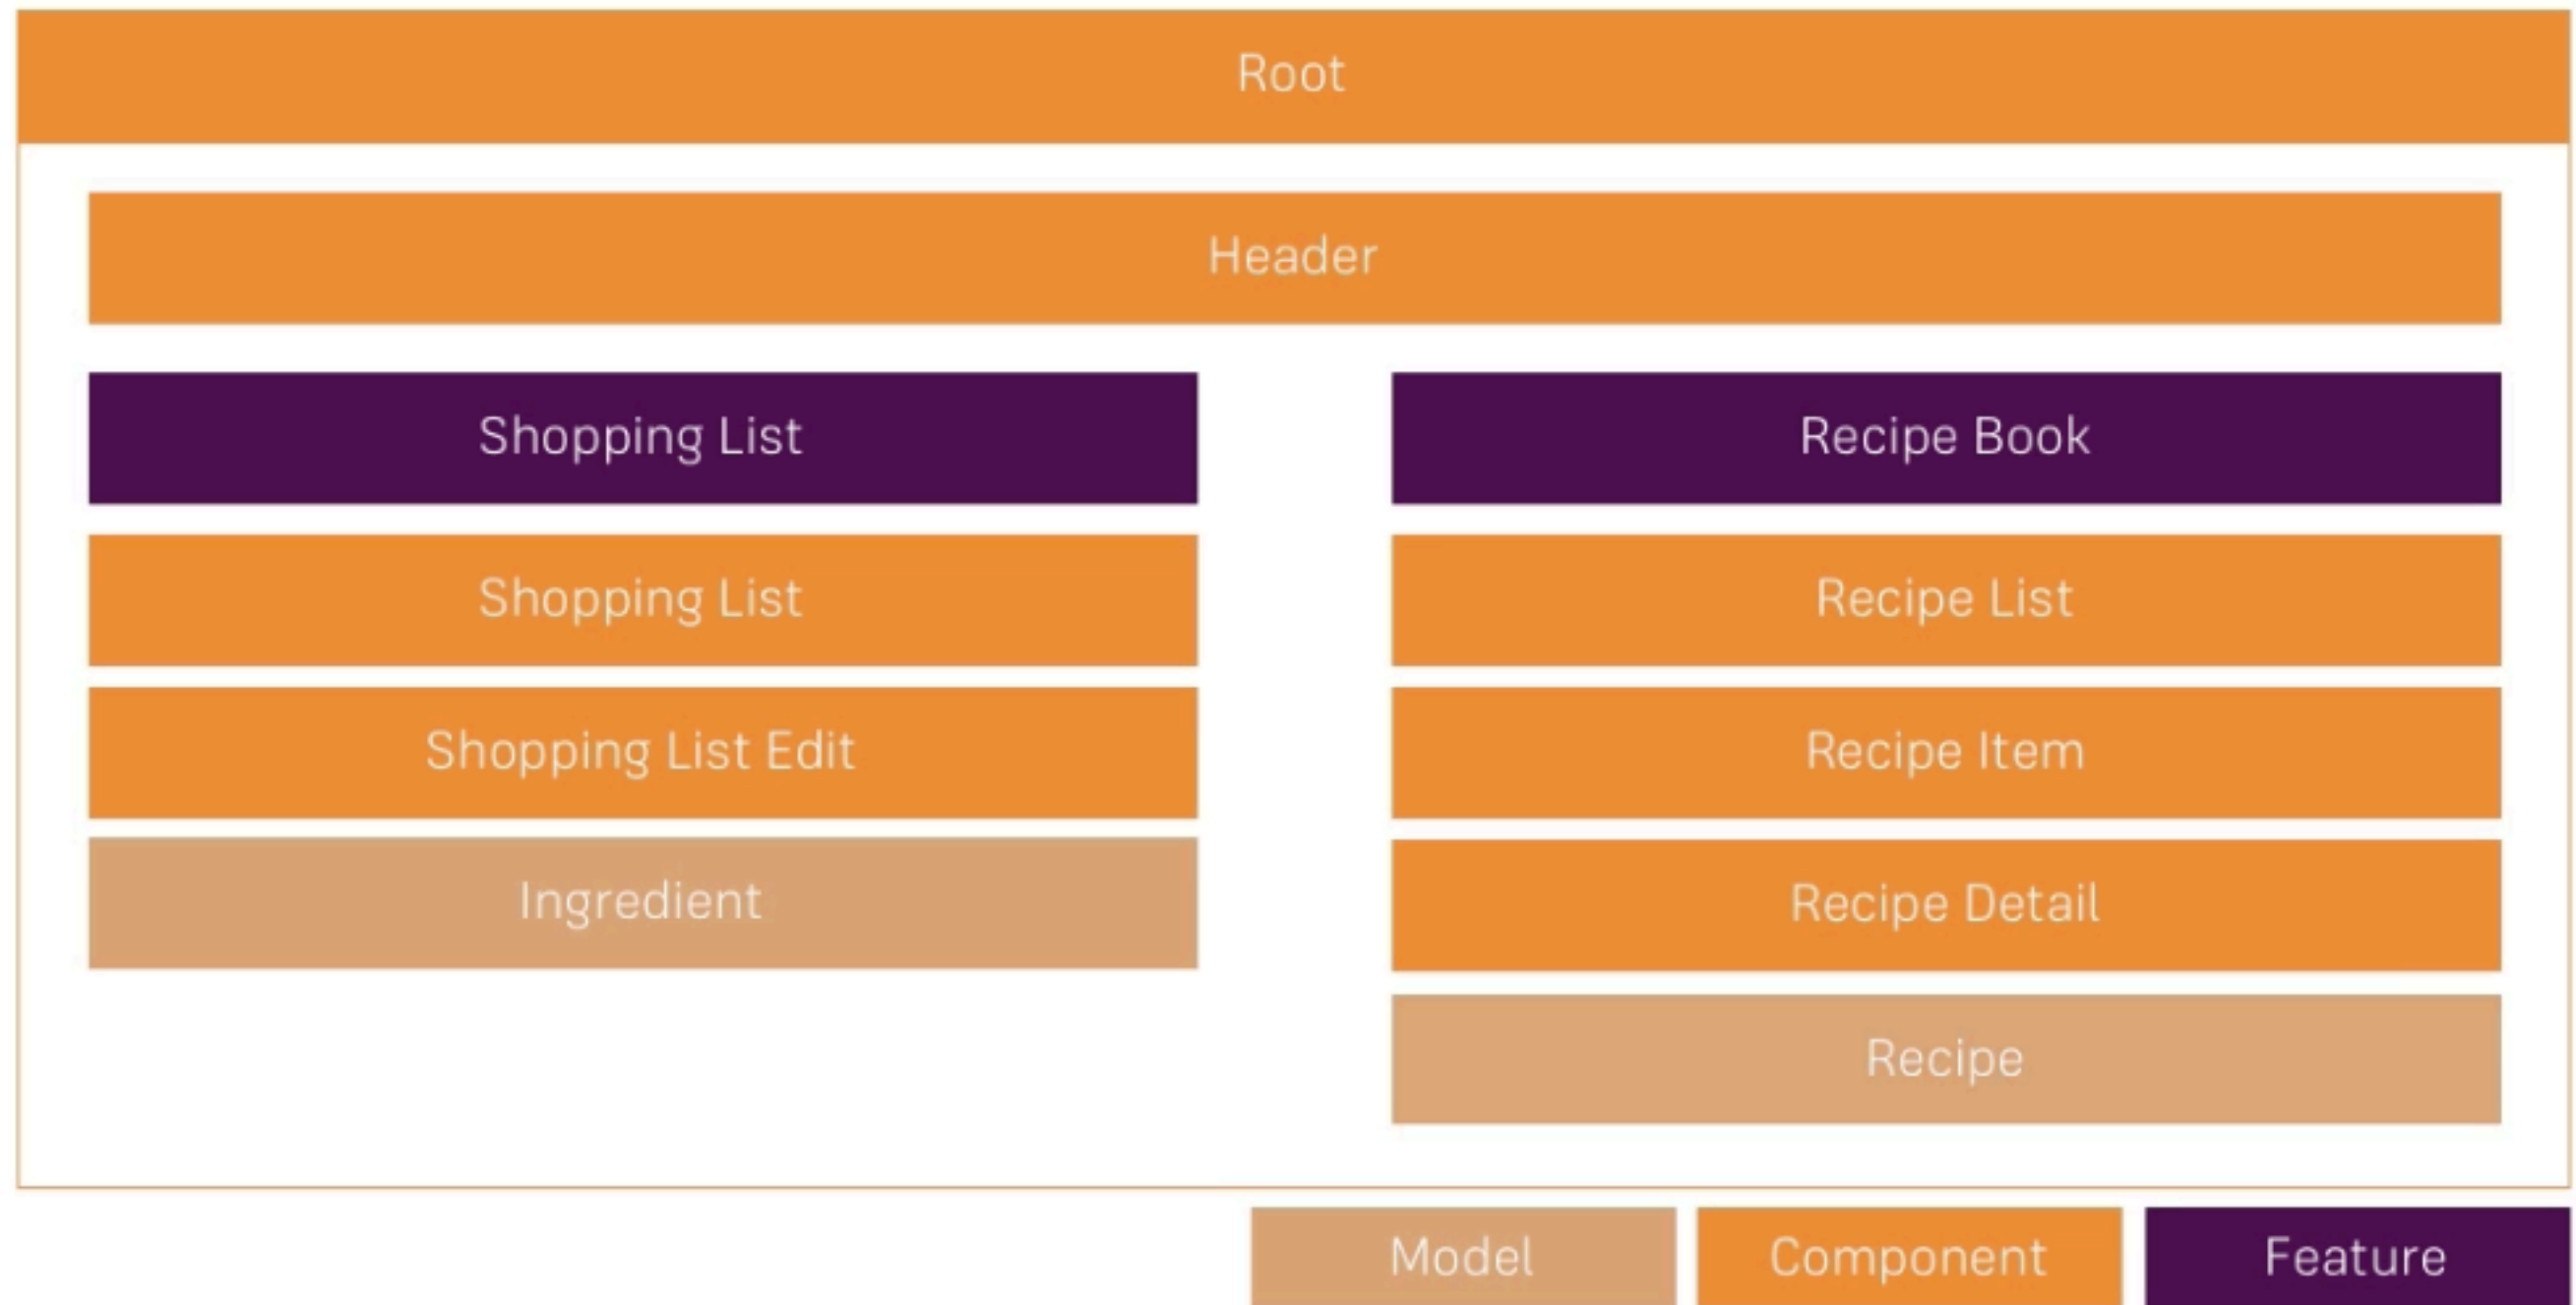 Root
Header
Shopping List
Recipe Book
Shopping List
Recipe List
Shopping List Edit
Recipe Item
Ingredient
Recipe Detail
Recipe
Model
Component
Feature